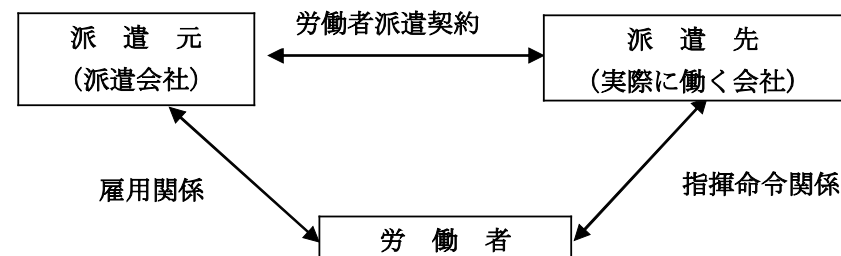 労働者派遣契約
派　遣　元
（派遣会社）
派　遣　先
（実際に働く会社）
雇用関係
指揮命令関係
労　働　者